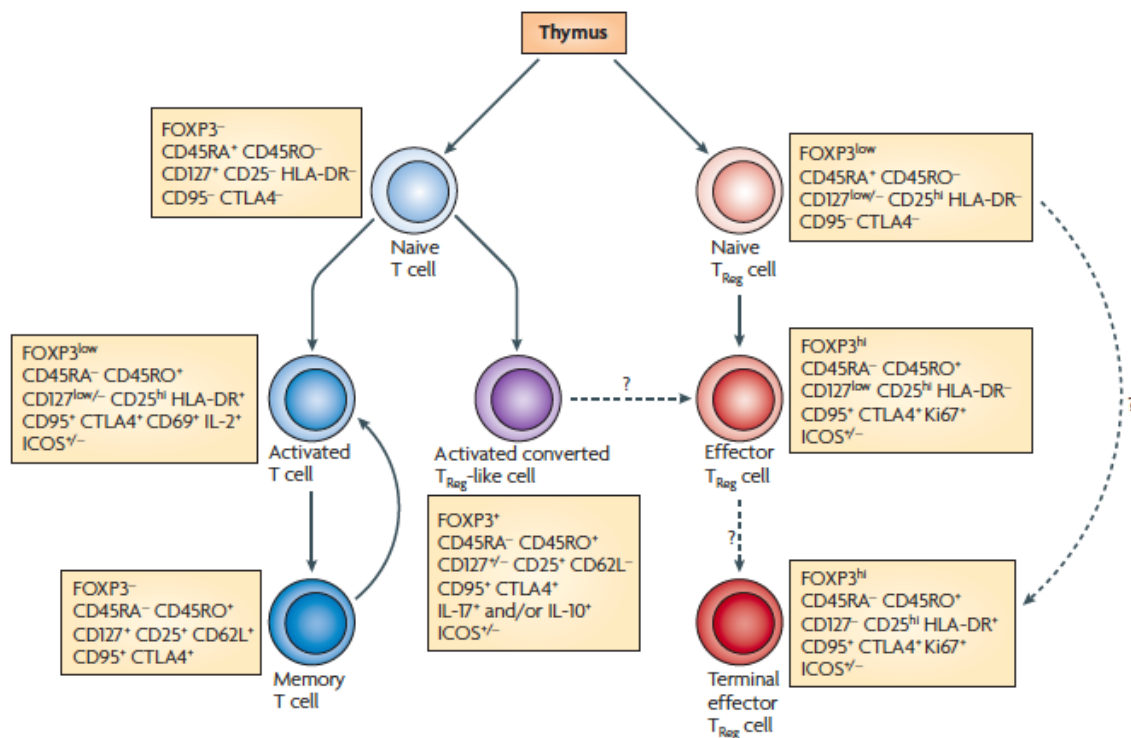 Thymus
FOXP3⁻
CD45RA⁺ CD45RO⁻
CD127⁺ CD25⁻ HLA-DR⁻
CD95⁻ CTLA4⁻
Naive
T cell
FOXP3ˡᵒʷ
CD45RA⁺ CD45RO⁻
CD127ˡᵒʷ/⁻ CD25ʰⁱ HLA-DR⁻
CD95⁻ CTLA4⁻
Naive
T_Reg cell
FOXP3ˡᵒʷ
CD45RA⁻ CD45RO⁺
CD127ˡᵒʷ/⁻ CD25ʰⁱ HLA-DR⁺
CD95⁺ CTLA4⁺ CD69⁺ IL-2⁺
ICOS⁺/⁻
Activated
T cell
Activated converted
T_Reg-like cell
?
FOXP3ʰⁱ
CD45RA⁻ CD45RO⁺
CD127ˡᵒʷ CD25ʰⁱ HLA-DR⁻
CD95⁺ CTLA4⁺ Ki67⁺
ICOS⁺/⁻
Effector
T_Reg cell
?
FOXP3⁻
CD45RA⁻ CD45RO⁺
CD127⁺ CD25⁺ CD62L⁺
CD95⁺ CTLA4⁺
Memory
T cell
FOXP3⁺
CD45RA⁻ CD45RO⁺
CD127⁺/⁻ CD25⁺ CD62L⁻
CD95⁺ CTLA4⁺
IL-17⁺ and/or IL-10⁺
ICOS⁺/⁻
?
FOXP3ʰⁱ
CD45RA⁻ CD45RO⁺
CD127⁻ CD25ʰⁱ HLA-DR⁺
CD95⁺ CTLA4⁺ Ki67⁺
ICOS⁺/⁻
Terminal
effector
T_Reg cell